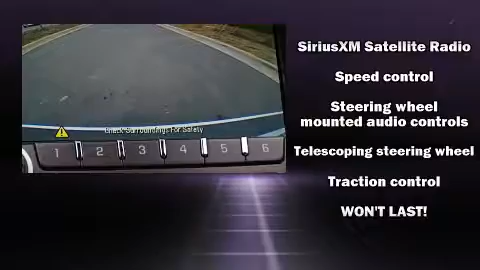 Check Surroundings For Safety
1 2 3 4 5 6
SiriusXM Satellite Radio
Speed control
Steering wheel
mounted audio controls
Telescoping steering wheel
Traction control
WON'T LAST!